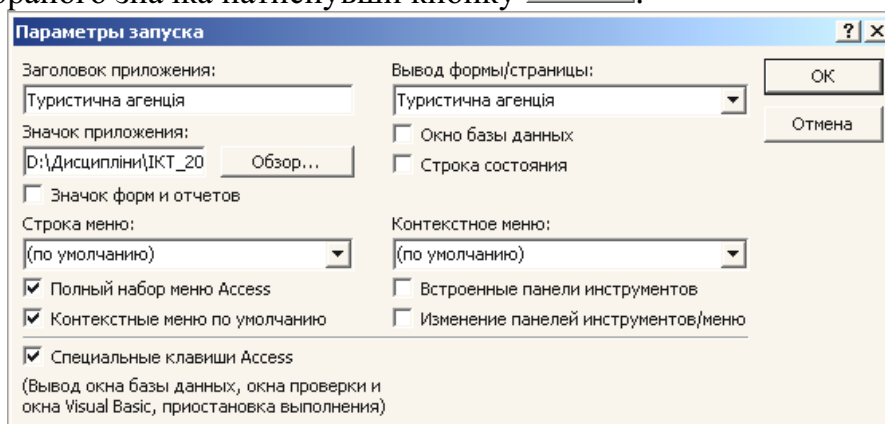 значка натиснувши кнопку
Параметры запуска
Заголовок приложения:
Туристична агенція
Значок приложения:
D:\Дисципліни\ІКТ_20
Обзор...
Значок форм и отчетов
Строка меню:
(по умолчанию)
Полный набор меню Access
Контекстные меню по умолчанию
Вывод формы/страницы:
Туристична агенція
Окно базы данных
Строка состояния
Контекстное меню:
(по умолчанию)
Встроенные панели инструментов
Изменение панелей инструментов/меню
Специальные клавиши Access
(Вывод окна базы данных, окна проверки и
окна Visual Basic, приостановка выполнения)
ОК
Отмена